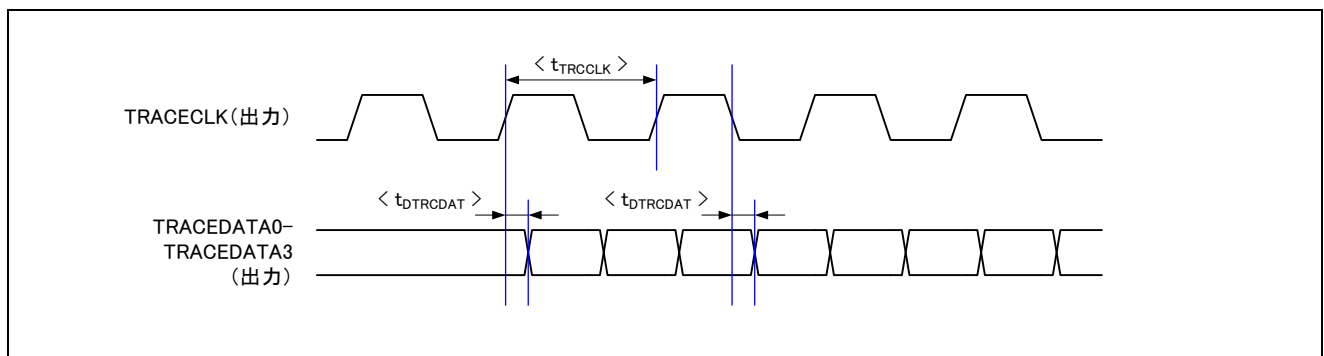 < tTRCCLK >
TRACECLK(出力)
< tDTRCDAT > < tDTRCDAT >
TRACEDATA0-
TRACEDATA3
(出力)